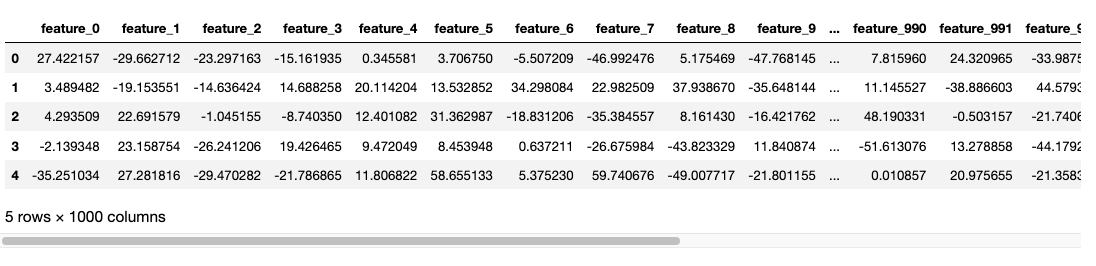 feature_0 feature_1 feature_2 feature_3 feature_4 feature_5 feature_6 feature_7 feature_8 feature_9 ... feature_990 feature_991 feature_9
0 27.422157 -29.662712 -23.297163 -15.161935 0.345581 3.706750 -5.507209 -46.992476 5.175469 -47.768145 ... 7.815960 24.320965 -33.9875
1 3.489482 -19.153551 -14.636424 14.688258 20.114204 13.532852 34.298084 22.982509 37.938670 -35.648144 ... 11.145527 -38.886603 44.5793
2 4.293509 22.691579 -1.045155 -8.740350 12.401082 31.362987 -18.831206 -35.384557 8.161430 -16.421762 ... 48.190331 -0.503157 -21.7406
3 -2.139348 23.158754 -26.241206 19.426465 9.472049 8.453948 0.637211 -26.675984 -43.823329 11.840874 ... -51.613076 13.278858 -44.1792
4 -35.251034 27.281816 -29.470282 -21.786865 11.806822 58.655133 5.375230 59.740676 -49.007717 -21.801155 ... 0.010857 20.975655 -21.3583
5 rows × 1000 columns